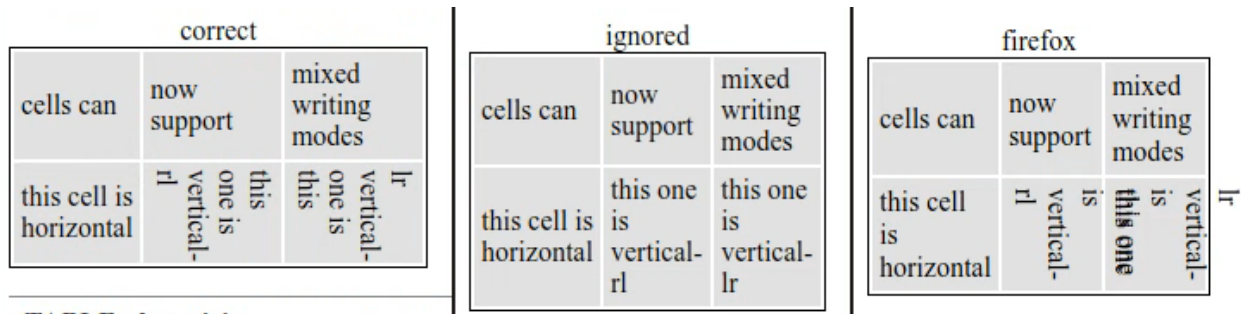 correct
cells can
now
support
mixed
writing
modes
this cell is
horizontal
this
one is
vertical-
rl
this
one is
vertical-
lr
ignored
cells can
now
support
mixed
writing
modes
this cell is
horizontal
this one
is
vertical-
rl
this one
is
vertical-
lr
firefox
cells can
now
support
mixed
writing
modes
this cell
is
horizontal
this one
is
vertical-
rl
this one
is
vertical-
lr